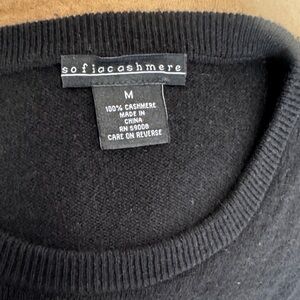 sofiacashmere
M
100% CASHMERE
MADE IN
CHINA
RN 59008
CARE ON REVERSE